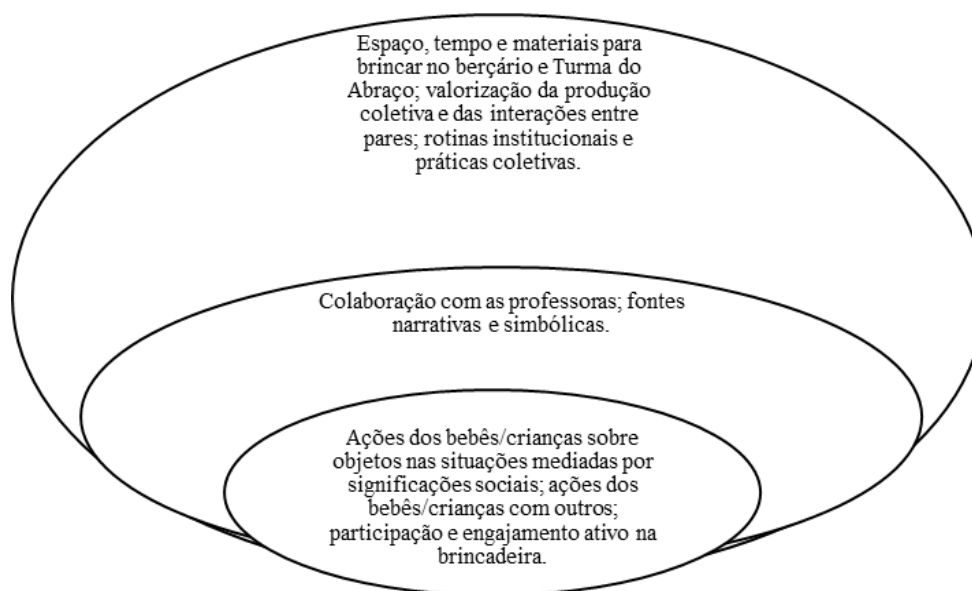 Espaço, tempo e materiais para
brincar no berçário e Turma do
Abraço; valorização da produção
coletiva e das interações entre
pares; rotinas institucionais e
práticas coletivas.
Colaboração com as professoras; fontes
narrativas e simbólicas.
Ações dos bebês/crianças sobre
objetos nas situações mediadas por
significações sociais; ações dos
bebês/crianças com outros;
participação e engajamento ativo na
brincadeira.